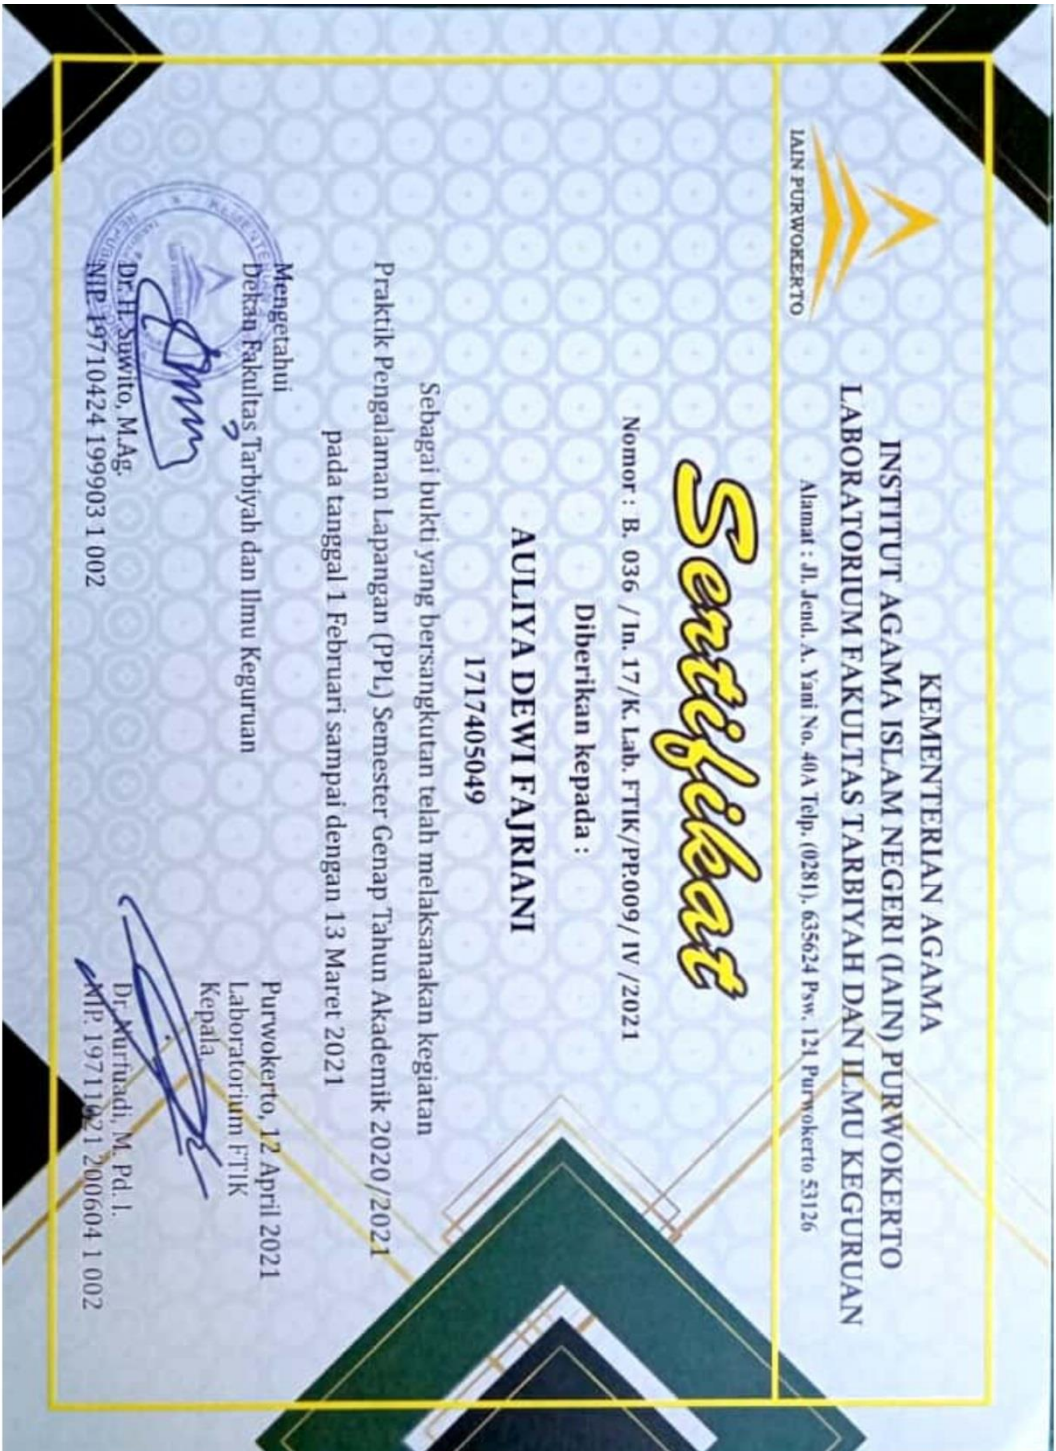 IAIN PURWOKERTO
KEMENTERIAN AGAMA
INSTITUT AGAMA ISLAM NEGERI (IAIN) PURWOKERTO
LABORATORIUM FAKULTAS TARBIYAH DAN ILMU KEGURUAN
Alamat : Jl. Jend. A. Yani No. 40A Telp. (0281). 635624 Psw. 121 Purwokerto 53126
Sertifikat
Nomor : B. 036 / In. 17/K. Lab. FTIK/PP.009/ IV /2021
Diberikan kepada :
AULIYA DEWI FAJRIANI
1717405049
Sebagai bukti yang bersangkutan telah melaksanakan kegiatan
Praktik Pengalaman Lapangan (PPL) Semester Genap Tahun Akademik 2020/2021
pada tanggal 1 Februari sampai dengan 13 Maret 2021
Mengetahui
Dekan Fakultas Tarbiyah dan Ilmu Keguruan
Dr. H. Suwito, M.Ag.
NIP. 19710424 199903 1 002
Purwokerto, 12 April 2021
Laboratorium FTIK
Kepala
Dr. Nurfuadi, M. Pd. I.
NIP. 19711021 200604 1 002